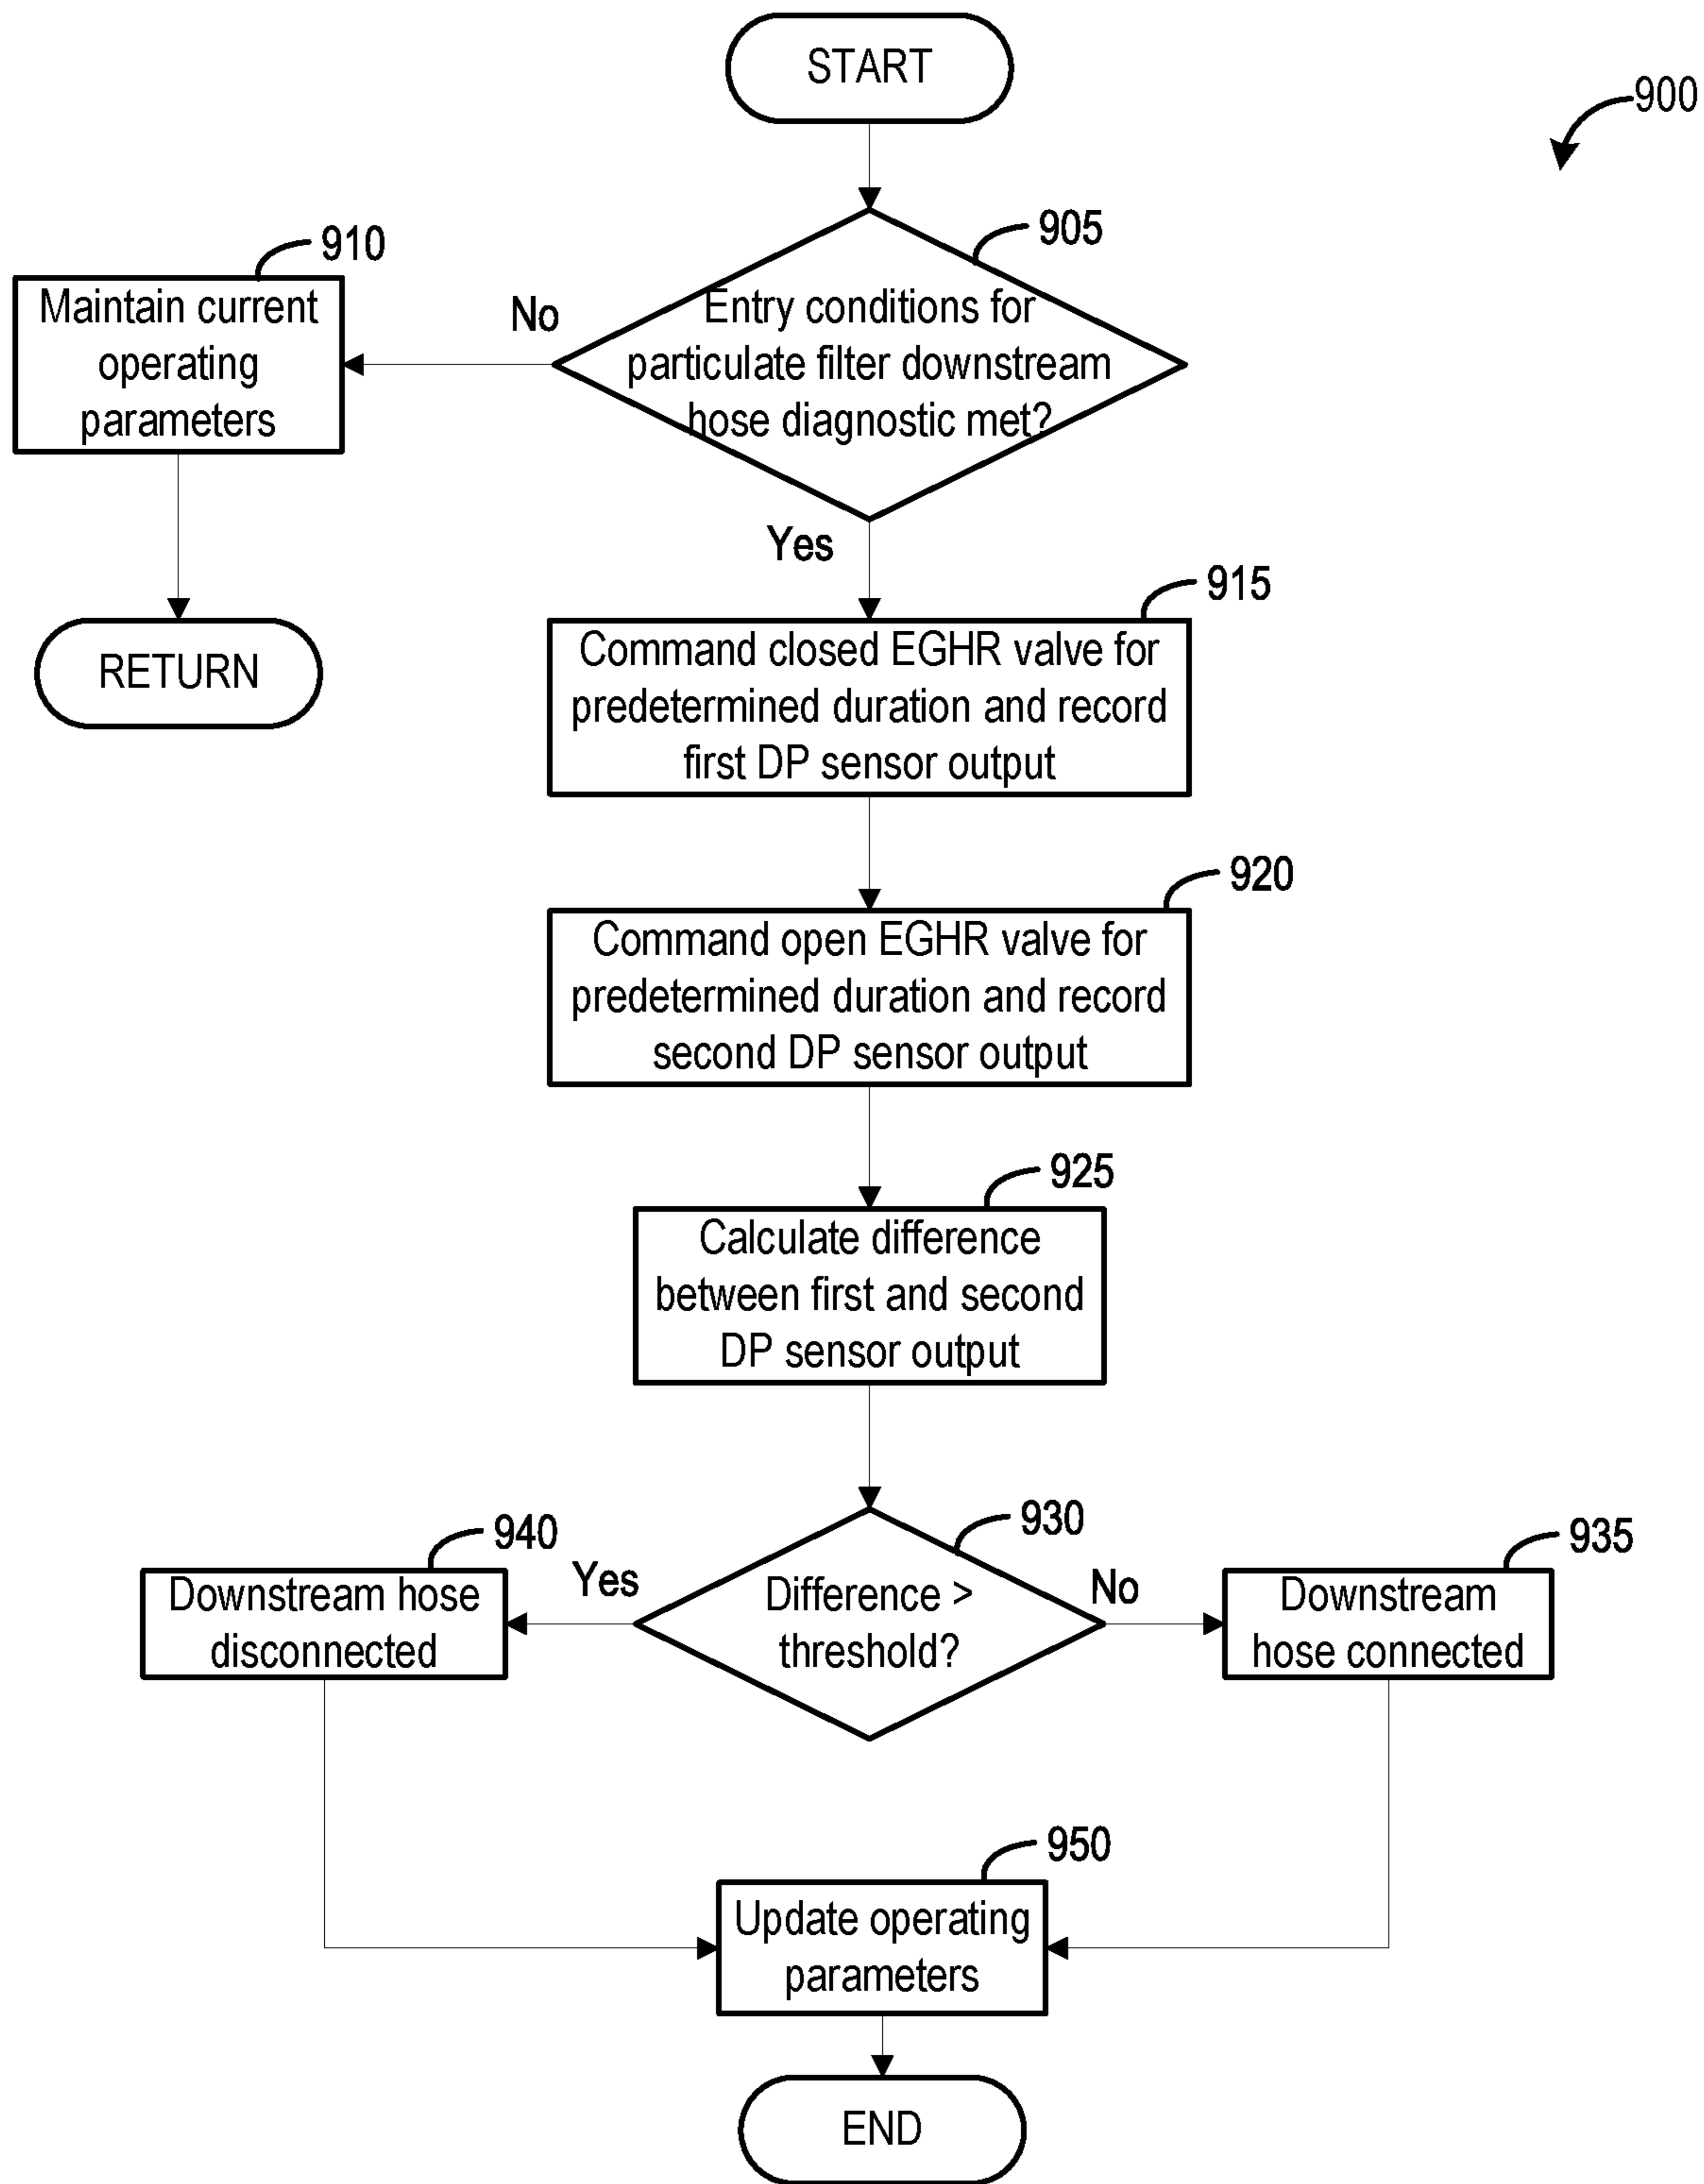 START
900
905
910
Maintain current
operating
parameters
No
Entry conditions for
particulate filter downstream
hose diagnostic met?
Yes
RETURN
915
Command closed EGHR valve for
predetermined duration and record
first DP sensor output
920
Command open EGHR valve for
predetermined duration and record
second DP sensor output
925
Calculate difference
between first and second
DP sensor output
930
Difference >
threshold?
Yes
No
940
Downstream hose
disconnected
935
Downstream
hose connected
950
Update operating
parameters
END